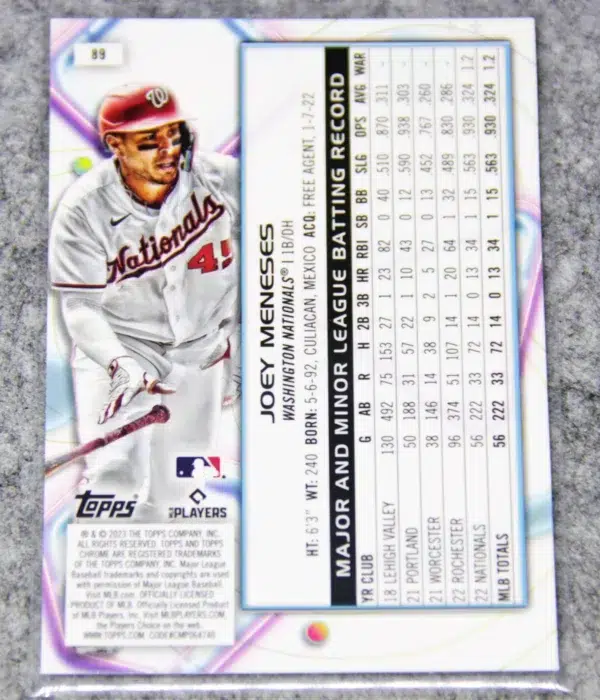 89
W
Nationals
45
Topps
MLB PLAYERS
® & © 2023 THE TOPPS COMPANY, INC.
ALL RIGHTS RESERVED. TOPPS AND TOPPS
CHROME ARE REGISTERED TRADEMARKS
OF THE TOPPS COMPANY, INC. Major League
Baseball trademarks and copyrights are used
with permission of Major League Baseball.
Visit MLB.com. OFFICIALLY LICENSED
PRODUCT OF MLB. Officially Licensed Product
of MLB Players, Inc. Visit MLBPLAYERS.com,
the Players Choice on the web.
WWW.TOPPS.COM CODE#CMP064740
JOEY MENESES
WASHINGTON NATIONALS® | 1B/DH
HT: 6'3" WT: 240 BORN: 5-6-92, CULIACAN, MEXICO ACQ: FREE AGENT, 1-7-22
MAJOR AND MINOR LEAGUE BATTING RECORD
YR CLUB G AB R H 2B 3B HR RBI SB BB SLG OPS AVG WAR
18 LEHIGH VALLEY 130 492 75 153 27 1 23 82 0 40 .510 .870 .311 -
21 PORTLAND 50 188 31 57 22 1 10 43 0 12 .590 .938 .303 -
21 WORCESTER 38 146 14 38 9 2 5 27 0 13 .452 .767 .260 -
22 ROCHESTER 96 374 51 107 14 1 20 64 1 32 .489 .830 .286 -
22 NATIONALS 56 222 33 72 14 0 13 34 1 15 .563 .930 .324 1.2
MLB TOTALS 56 222 33 72 14 0 13 34 1 15 .563 .930 .324 1.2